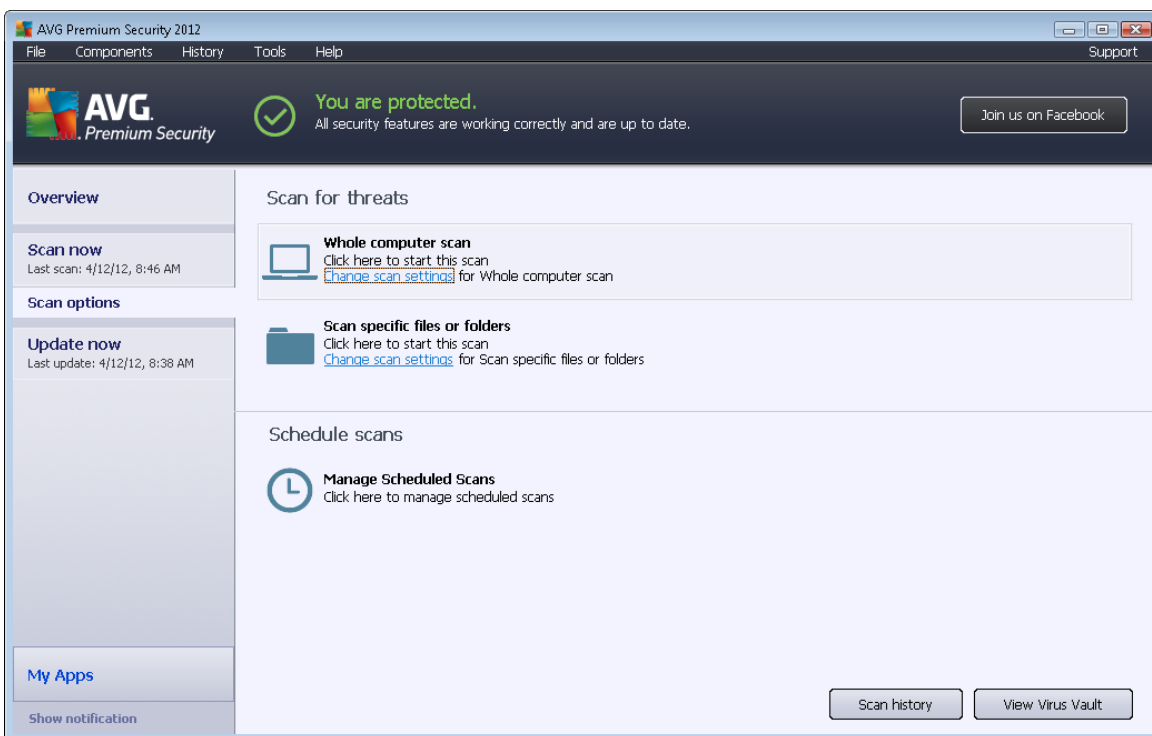 AVG Premium Security 2012
File Components History Tools Help Support
AVG.
Premium Security
You are protected.
All security features are working correctly and are up to date.
Join us on Facebook
Overview
Scan now
Last scan: 4/12/12, 8:46 AM
Scan options
Update now
Last update: 4/12/12, 8:38 AM
My Apps
Show notification
Scan for threats
Whole computer scan
Click here to start this scan
Change scan settings for Whole computer scan
Scan specific files or folders
Click here to start this scan
Change scan settings for Scan specific files or folders
Schedule scans
Manage Scheduled Scans
Click here to manage scheduled scans
Scan history
View Virus Vault